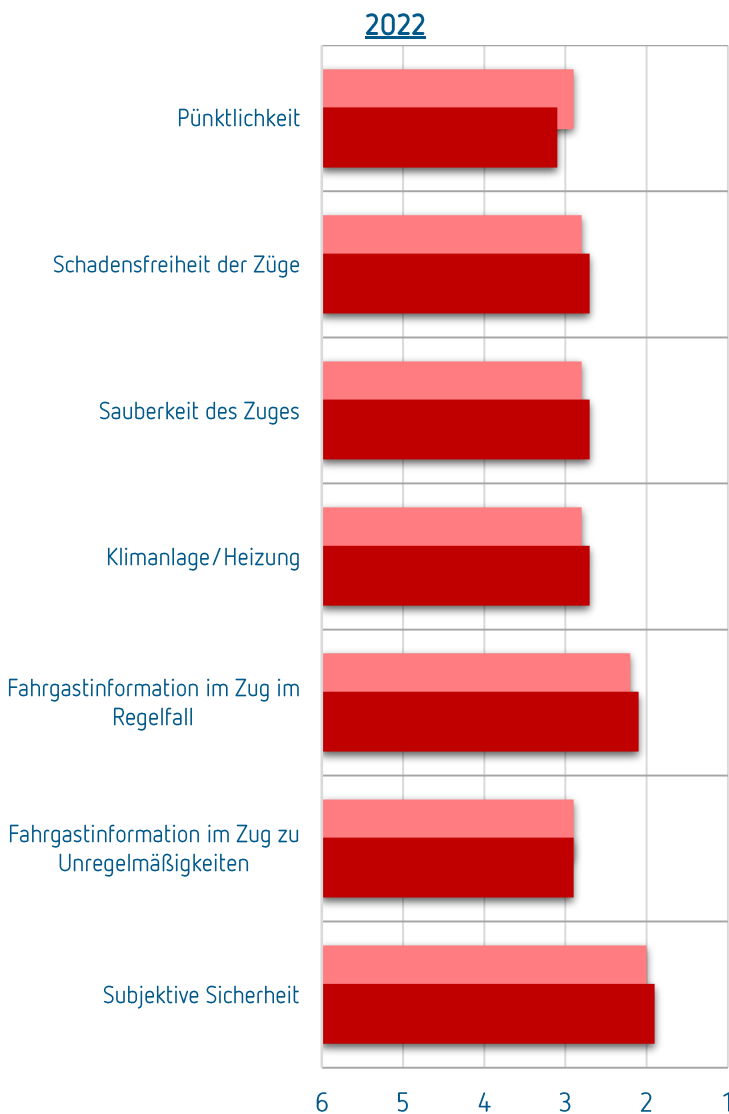 2022
Pünktlichkeit
Schadensfreiheit der Züge
Sauberkeit des Zuges
Klimanlage/Heizung
Fahrgastinformation im Zug im
Regelfall
Fahrgastinformation im Zug zu
Unregelmäßigkeiten
Subjektive Sicherheit
6 5 4 3 2 1